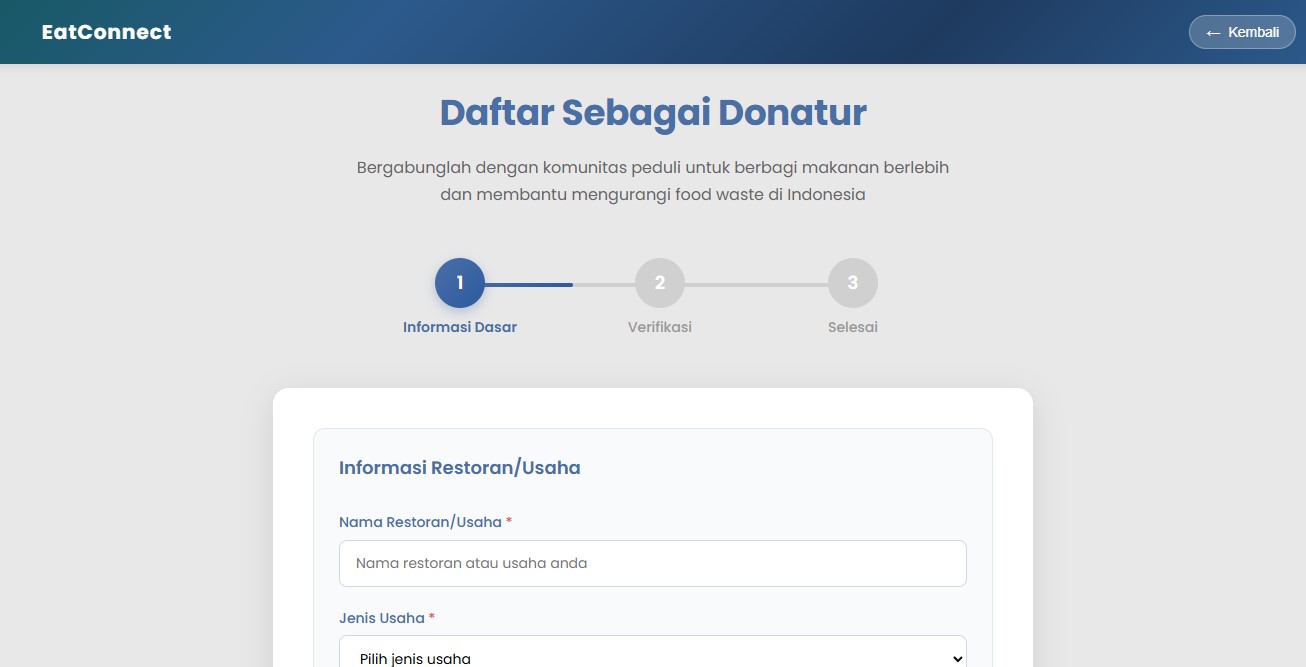 EatConnect
← Kembali
Daftar Sebagai Donatur
Bergabunglah dengan komunitas peduli untuk berbagi makanan berlebih
dan membantu mengurangi food waste di Indonesia
1
2
3
Informasi Dasar
Verifikasi
Selesai
Informasi Restoran/Usaha
Nama Restoran/Usaha *
Nama restoran atau usaha anda
Jenis Usaha *
Pilih jenis usaha